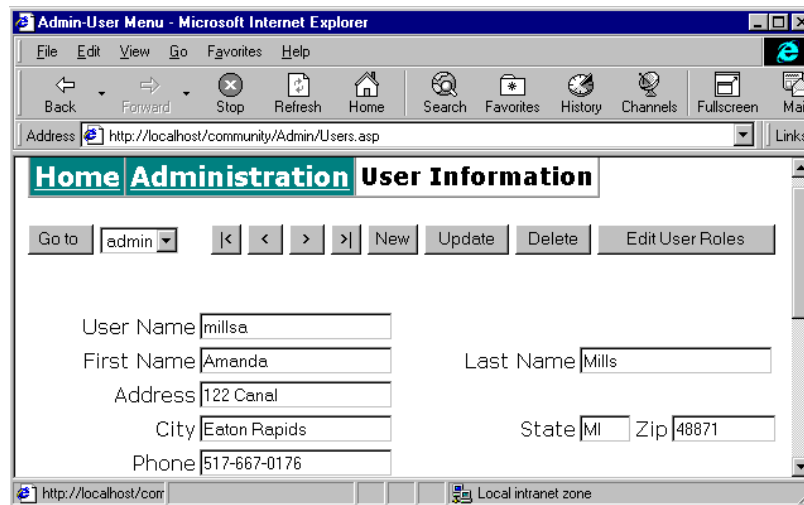 Admin-User Menu - Microsoft Internet Explorer
File Edit View Go Favorites Help
Back Forward Stop Refresh Home Search Favorites History Channels Fullscreen Mai
Address http://localhost/community/Admin/Users.asp Links
Home Administration User Information
Go to admin |< < > >| New Update Delete Edit User Roles
User Name millsa
First Name Amanda Last Name Mills
Address 122 Canal
City Eaton Rapids State MI Zip 48871
Phone 517-667-0176
http://localhost/com Local intranet zone